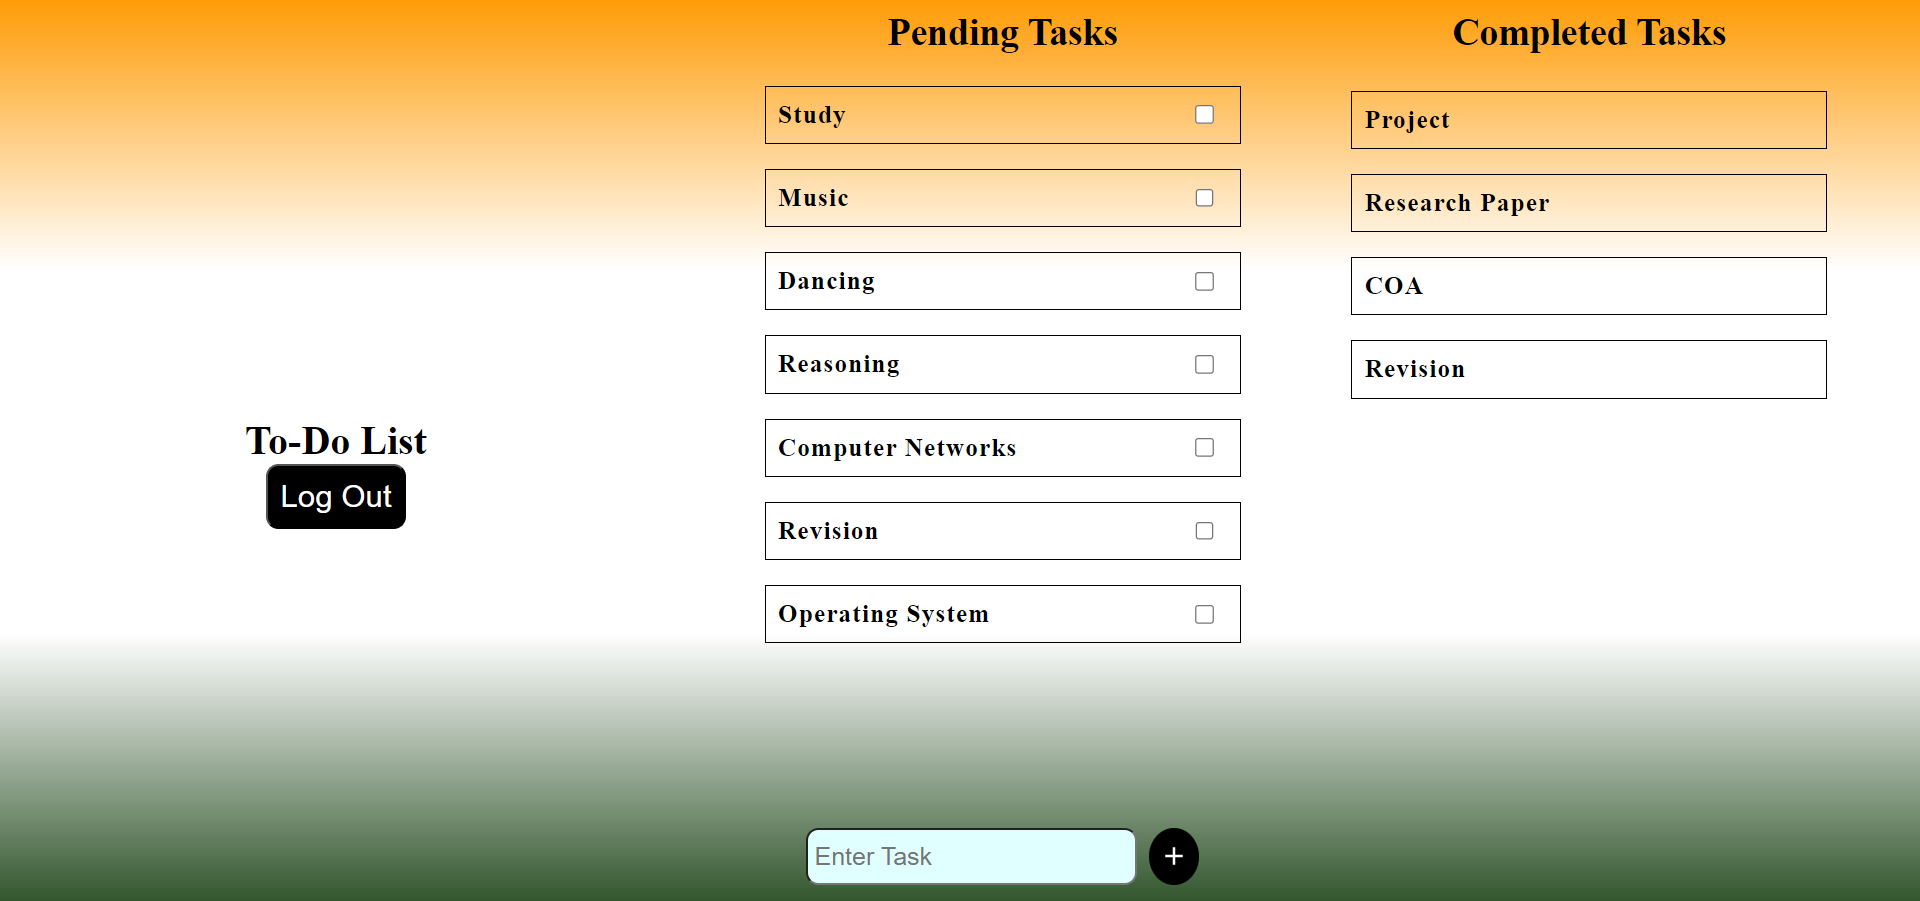 To-Do List
Log Out
Pending Tasks
Study
Music
Dancing
Reasoning
Computer Networks
Revision
Operating System
Enter Task
+
Completed Tasks
Project
Research Paper
COA
Revision